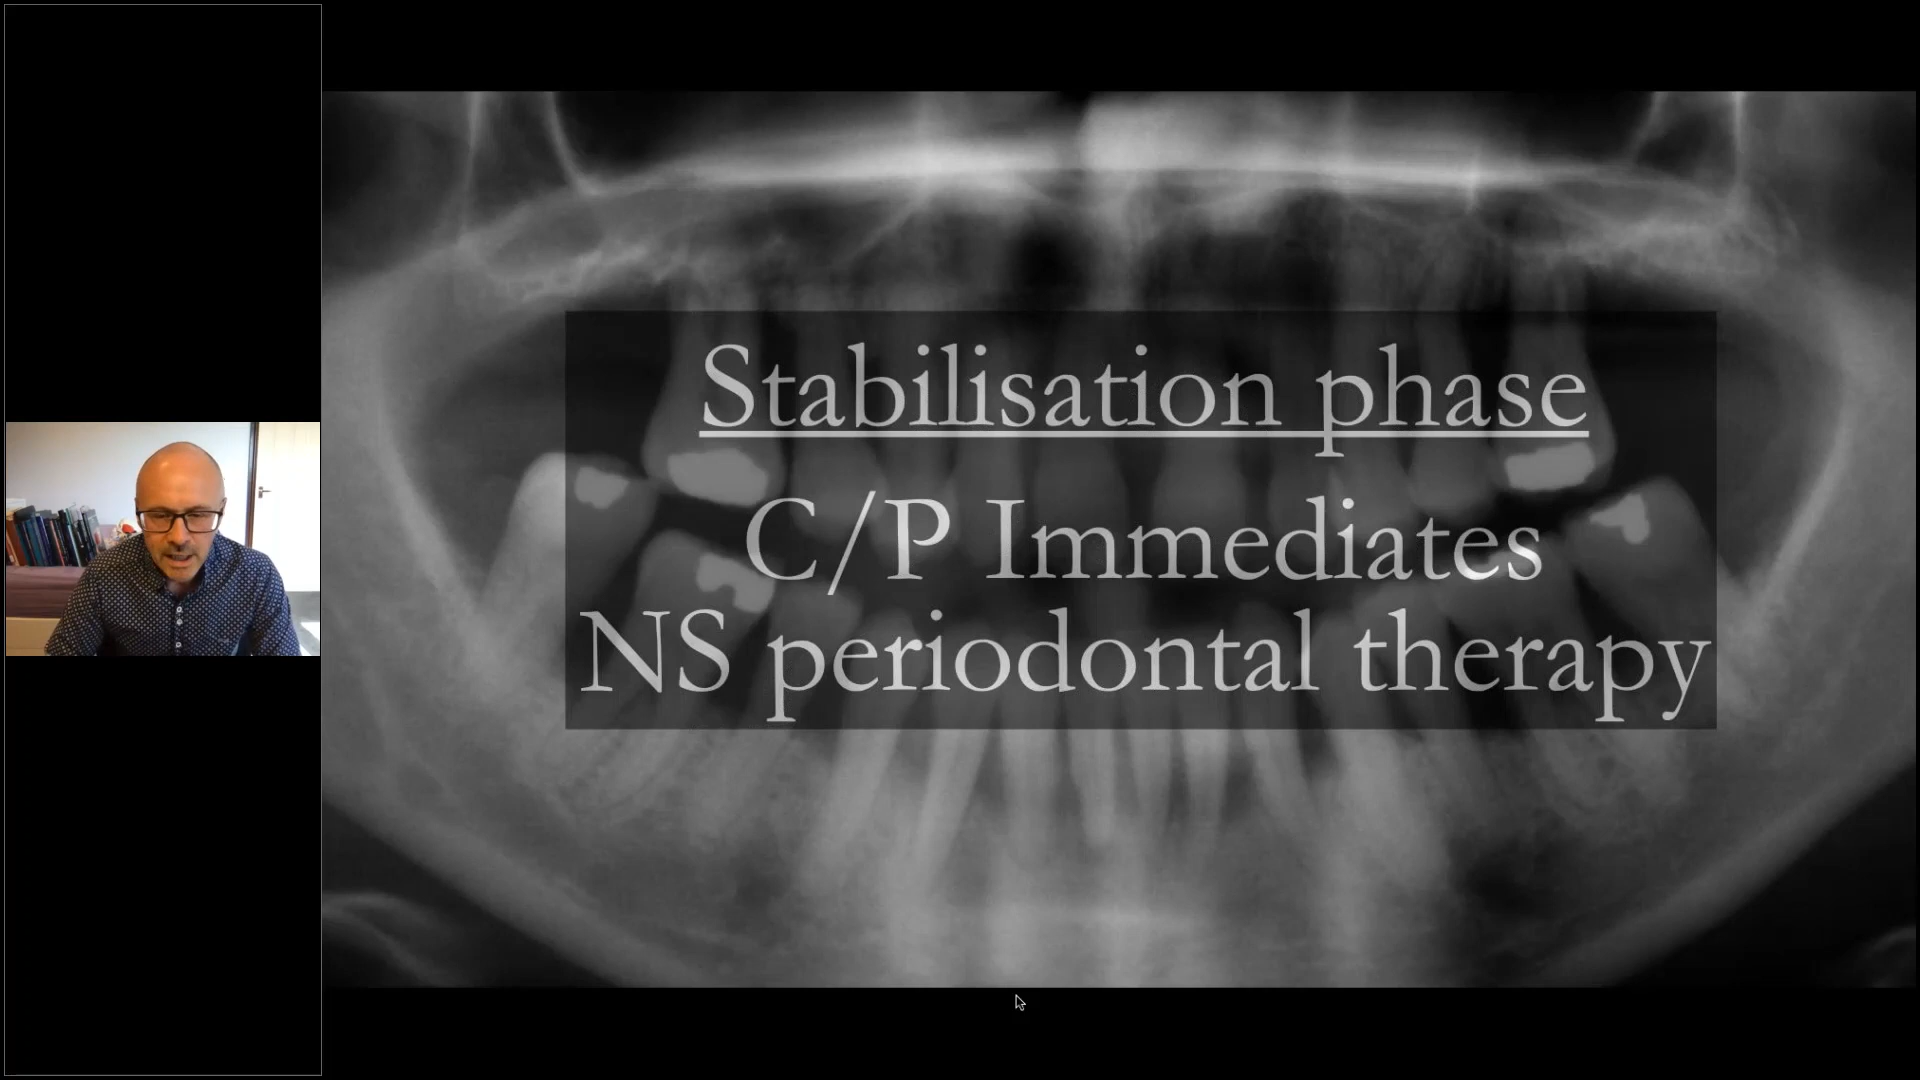 Stabilisation phase
C/P Immediates
NS periodontal therapy